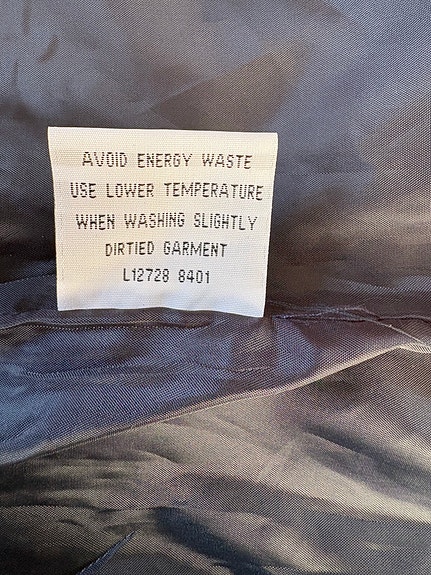 AVOID ENERGY WASTE
USE LOWER TEMPERATURE
WHEN WASHING SLIGHTLY
DIRTIED GARMENT
L12728 8401